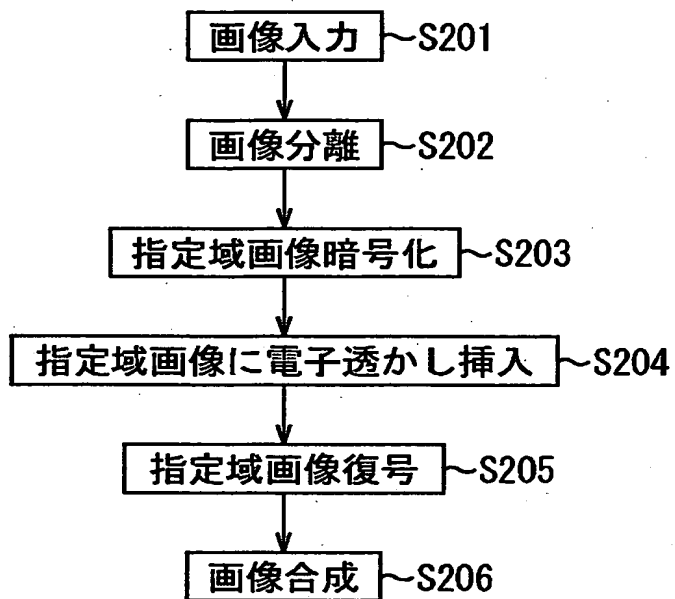 画像入力 ~S201
画像分離 ~S202
指定域画像暗号化 ~S203
指定域画像に電子透かし挿入 ~S204
指定域画像復号 ~S205
画像合成 ~S206